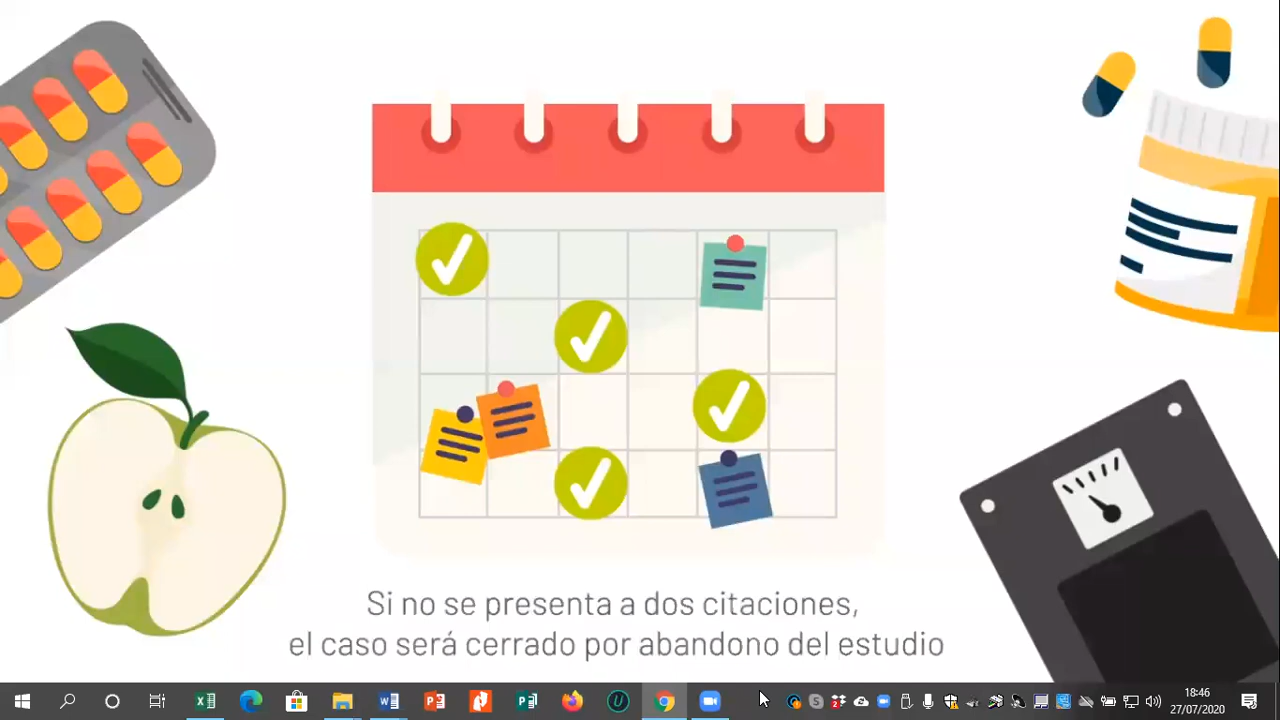 Si no se presenta a dos citaciones,
el caso será cerrado por abandono del estudio
18:46
27/07/2020